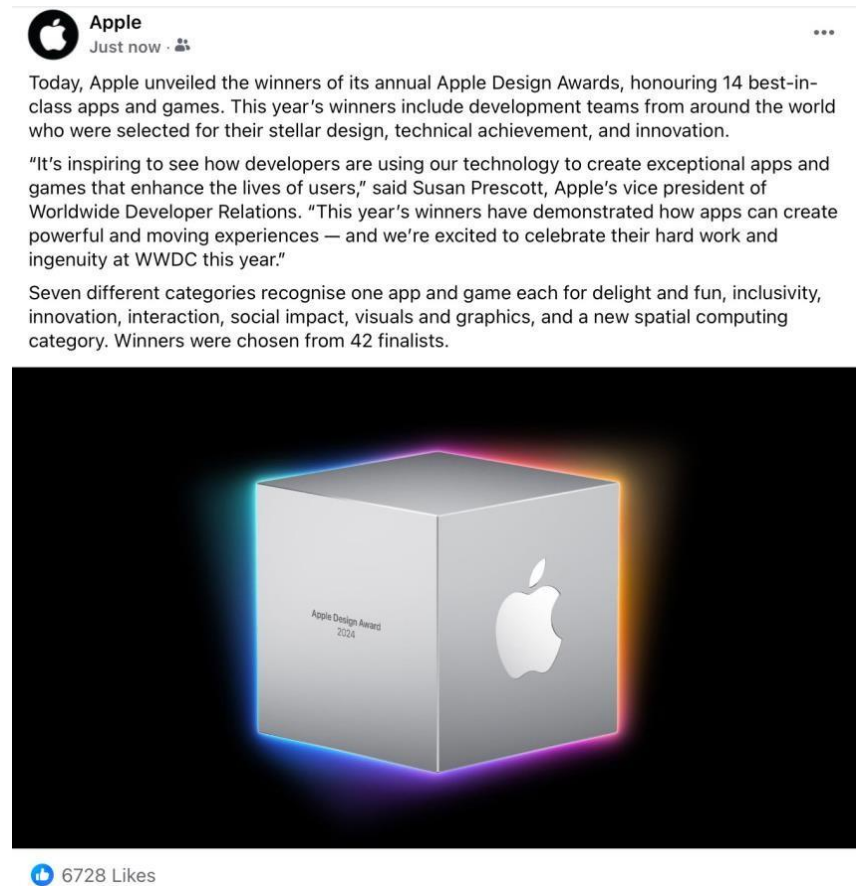 Apple
Just now ·
Today, Apple unveiled the winners of its annual Apple Design Awards, honouring 14 best-in-
class apps and games. This year's winners include development teams from around the world
who were selected for their stellar design, technical achievement, and innovation.
“It's inspiring to see how developers are using our technology to create exceptional apps and
games that enhance the lives of users,” said Susan Prescott, Apple's vice president of
Worldwide Developer Relations. “This year's winners have demonstrated how apps can create
powerful and moving experiences — and we're excited to celebrate their hard work and
ingenuity at WWDC this year.”
Seven different categories recognise one app and game each for delight and fun, inclusivity,
innovation, interaction, social impact, visuals and graphics, and a new spatial computing
category. Winners were chosen from 42 finalists.
Apple Design Award
2024
6728 Likes